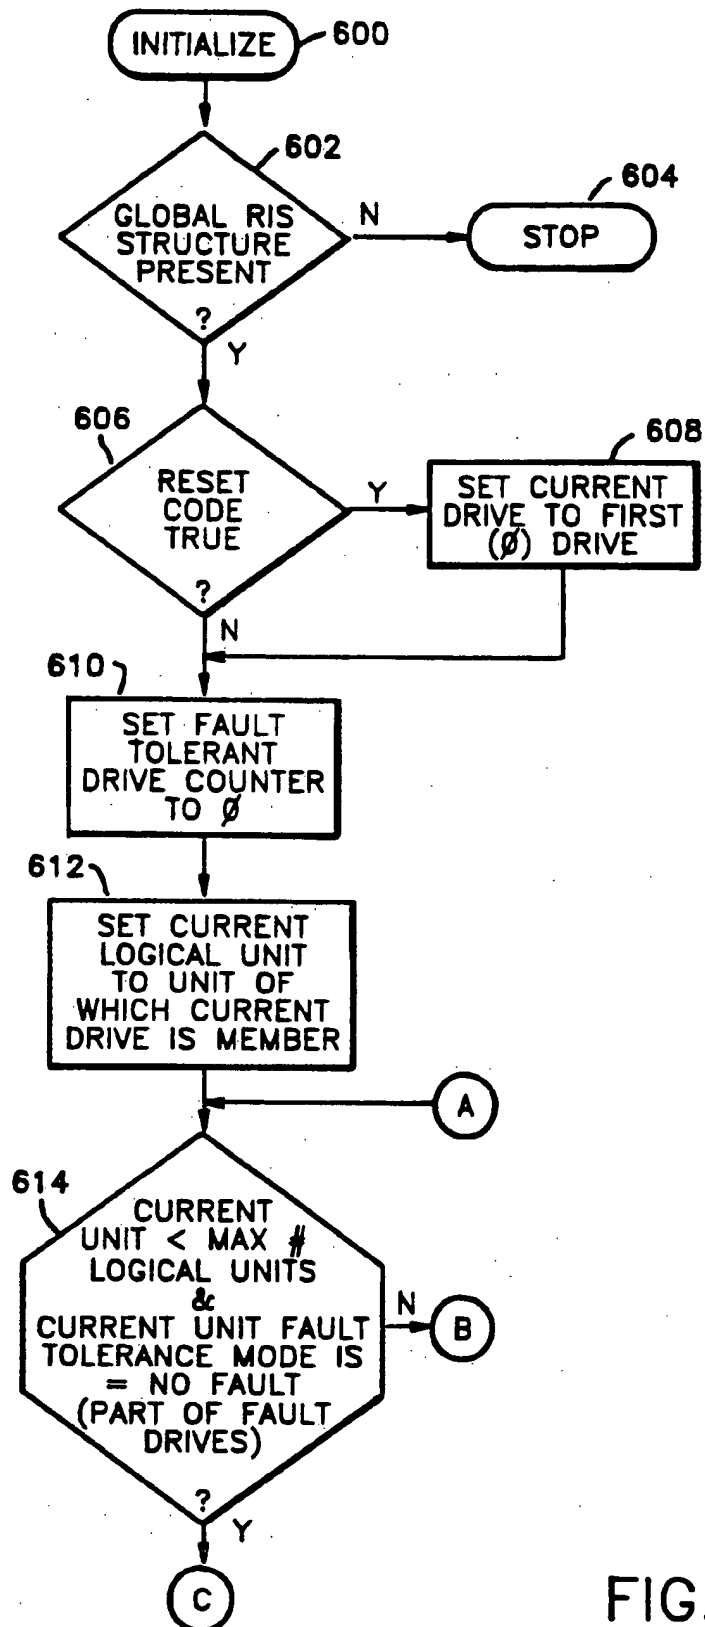 INITIALIZE
600
602
GLOBAL RIS
STRUCTURE
PRESENT
?
N
604
STOP
Y
606
RESET
CODE
TRUE
?
Y
608
SET CURRENT
DRIVE TO FIRST
(Ø) DRIVE
N
610
SET FAULT
TOLERANT
DRIVE COUNTER
TO Ø
612
SET CURRENT
LOGICAL UNIT
TO UNIT OF
WHICH CURRENT
DRIVE IS MEMBER
A
614
CURRENT
UNIT < MAX #
LOGICAL UNITS
&
CURRENT UNIT FAULT
TOLERANCE MODE IS
= NO FAULT
(PART OF FAULT
DRIVES)
?
N
B
Y
C
FIG.